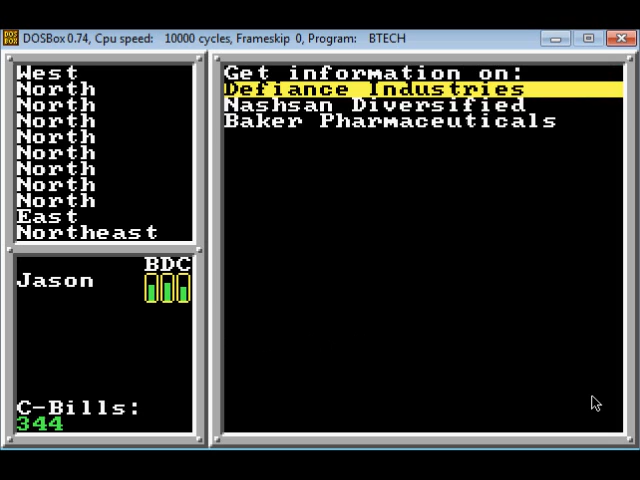 DOSBox 0.74, Cpu speed: 10000 cycles, Frameskip 0, Program: BTECH
West
North
North
North
North
North
North
North
North
East
Northeast
BDC
Jason
C-Bills:
344
Get information on:
Defiance Industries
Nashsan Diversified
Baker Pharmaceuticals